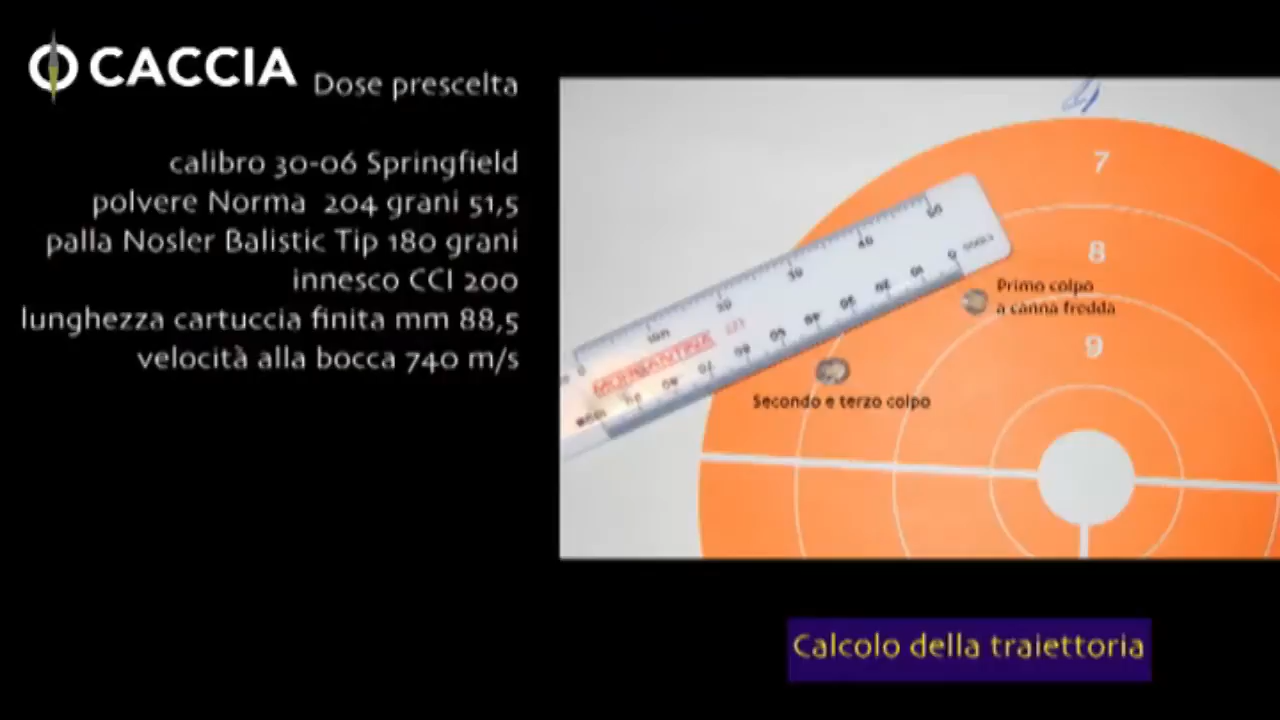 CACCIA
Dose prescelta
calibro 30-06 Springfield
polvere Norma 204 grani 51,5
palla Nosler Balistic Tip 180 grani
innesco CCI 200
lunghezza cartuccia finita mm 88,5
velocità alla bocca 740 m/s
7
8
Primo colpo
a canna fredda
9
Secondo e terzo colpo
Calcolo della traiettoria